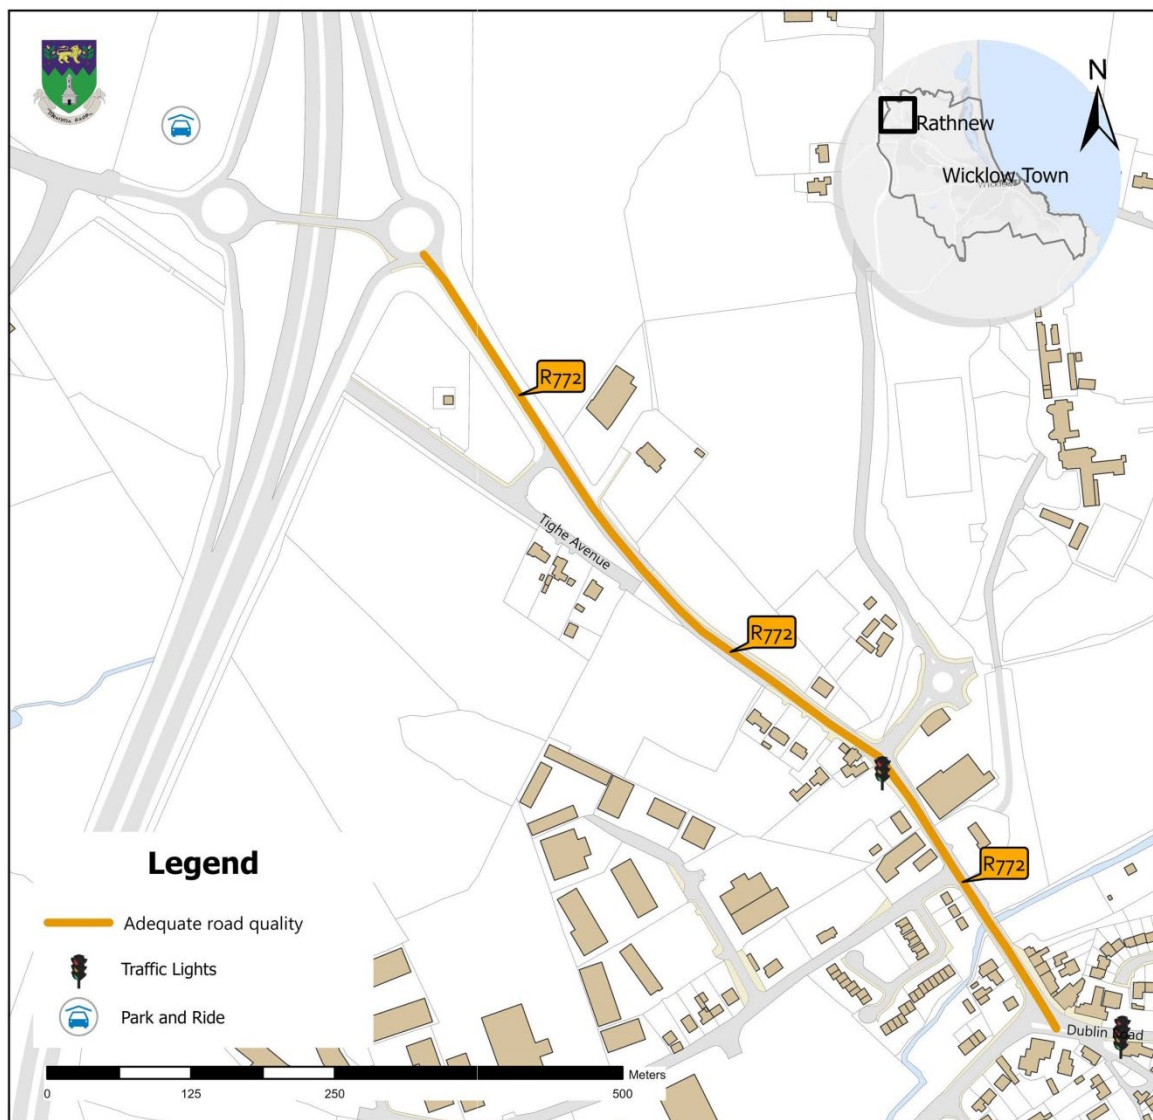 N
Rathnew
Wicklow Town
R772
R772
Tighe Avenue
R772
Dublin Road
Legend
Adequate road quality
Traffic Lights
Park and Ride
Meters
0 125 250 500